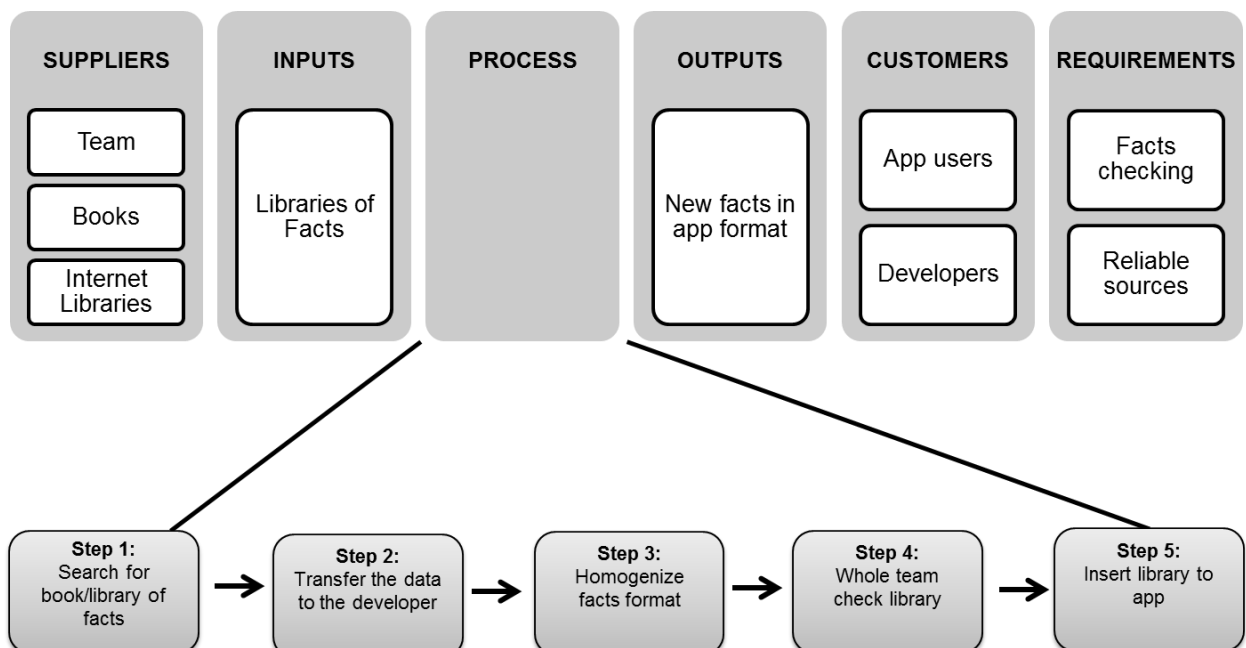 SUPPLIERS
INPUTS
PROCESS
OUTPUTS
CUSTOMERS
REQUIREMENTS
Team
Books
Internet
Libraries
Libraries of
Facts
New facts in
app format
App users
Developers
Facts
checking
Reliable
sources
Step 1:
Search for
book/library of
facts
Step 2:
Transfer the data
to the developer
Step 3:
Homogenize
facts format
Step 4:
Whole team
check library
Step 5:
Insert library to
app